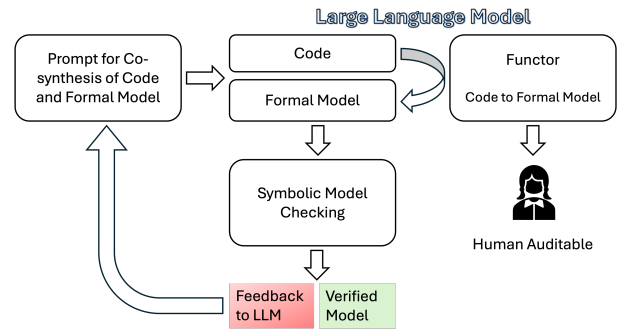 Large Language Model
Prompt for Co-
synthesis of Code
and Formal Model
Code
Formal Model
Functor
Code to Formal Model
Symbolic Model
Checking
Human Auditable
Feedback
to LLM
Verified
Model